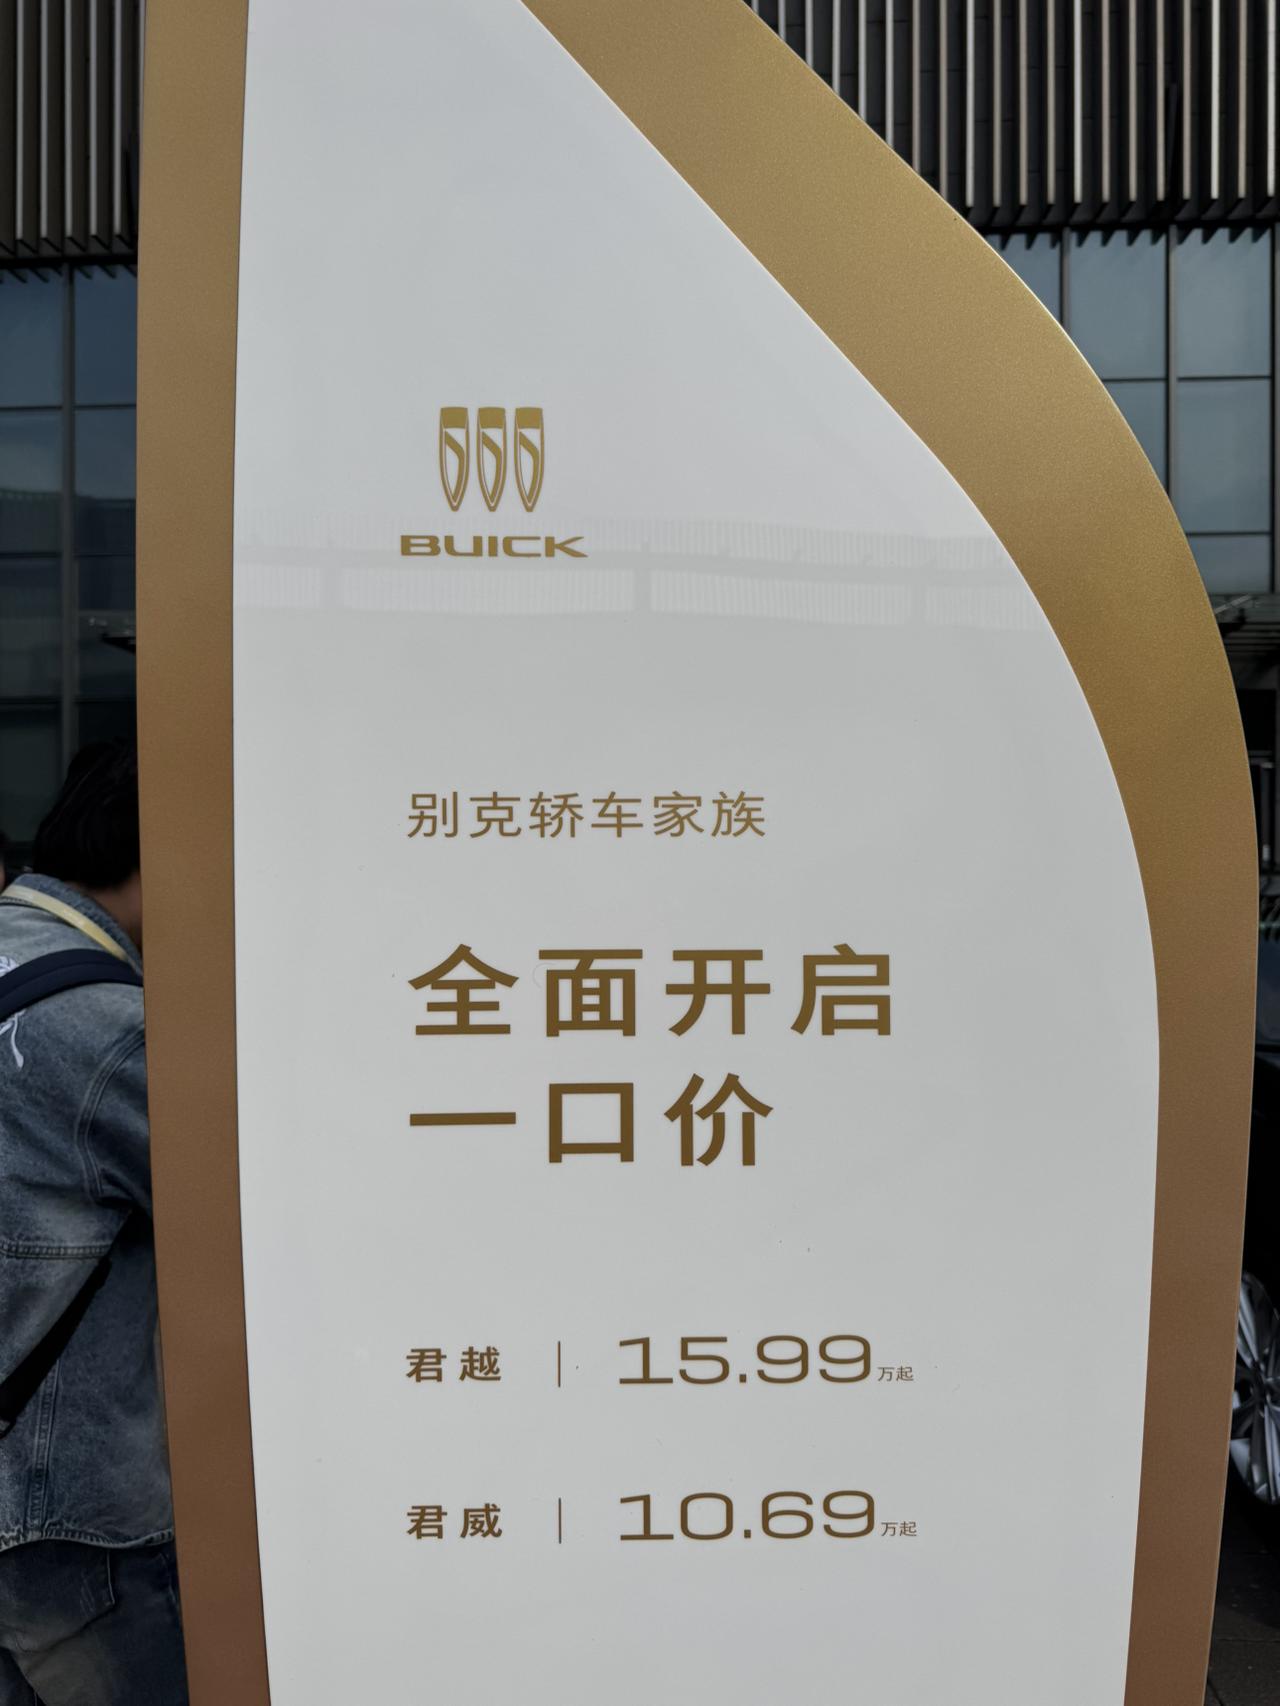 BUICK
别克轿车家族
全面开启
一口价
君越 | 15.99万起
君威 | 10.69万起